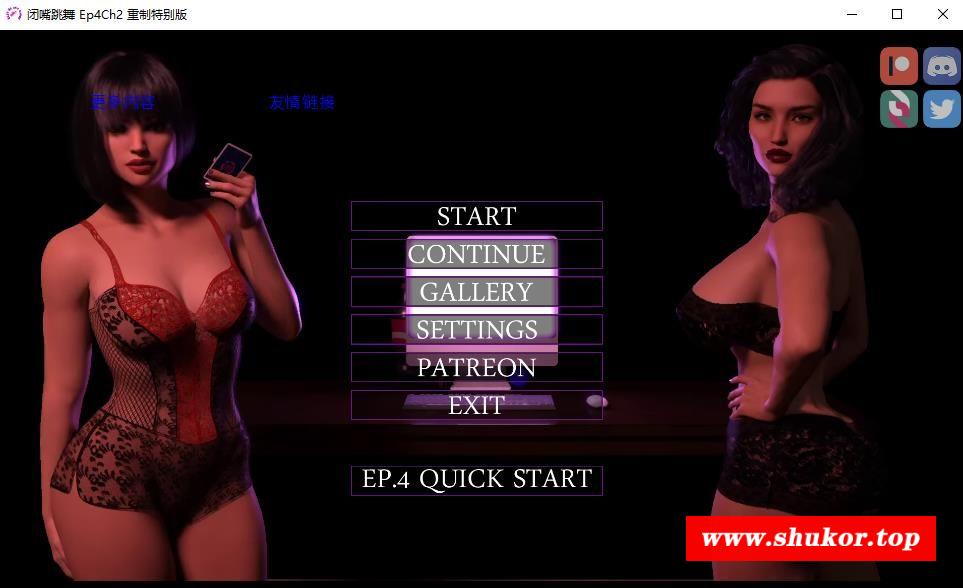 闭嘴跳舞 Ep4Ch2 重制特别版
更新内容
友情链接
START
CONTINUE
GALLERY
SETTINGS
PATREON
EXIT
EP.4 QUICK START
www.shukor.top